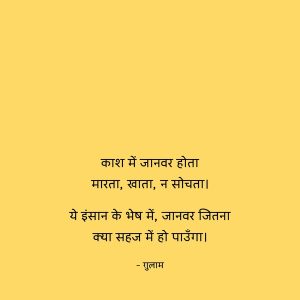 काश में जानवर होता
मारता, खाता, न सोचता।
ये इंसान के भेष में, जानवर जितना
क्या सहज में हो पाउँगा।
- गुलाम